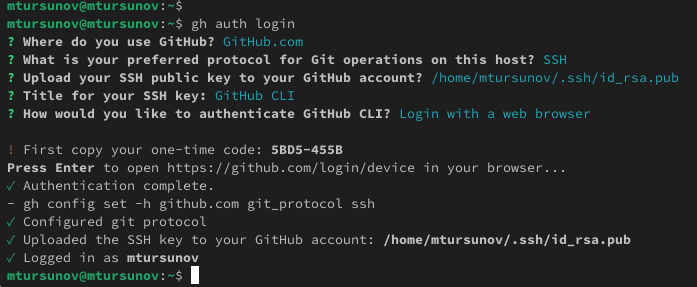 mtursunov@mtursunov:~$
mtursunov@mtursunov:~$ gh auth login
? Where do you use GitHub? GitHub.com
? What is your preferred protocol for Git operations on this host? SSH
? Upload your SSH public key to your GitHub account? /home/mtursunov/.ssh/id_rsa.pub
? Title for your SSH key: GitHub CLI
? How would you like to authenticate GitHub CLI? Login with a web browser

! First copy your one-time code: 5BD5-455B
Press Enter to open https://github.com/login/device in your browser...
✓ Authentication complete.
- gh config set -h github.com git_protocol ssh
✓ Configured git protocol
✓ Uploaded the SSH key to your GitHub account: /home/mtursunov/.ssh/id_rsa.pub
✓ Logged in as mtursunov
mtursunov@mtursunov:~$